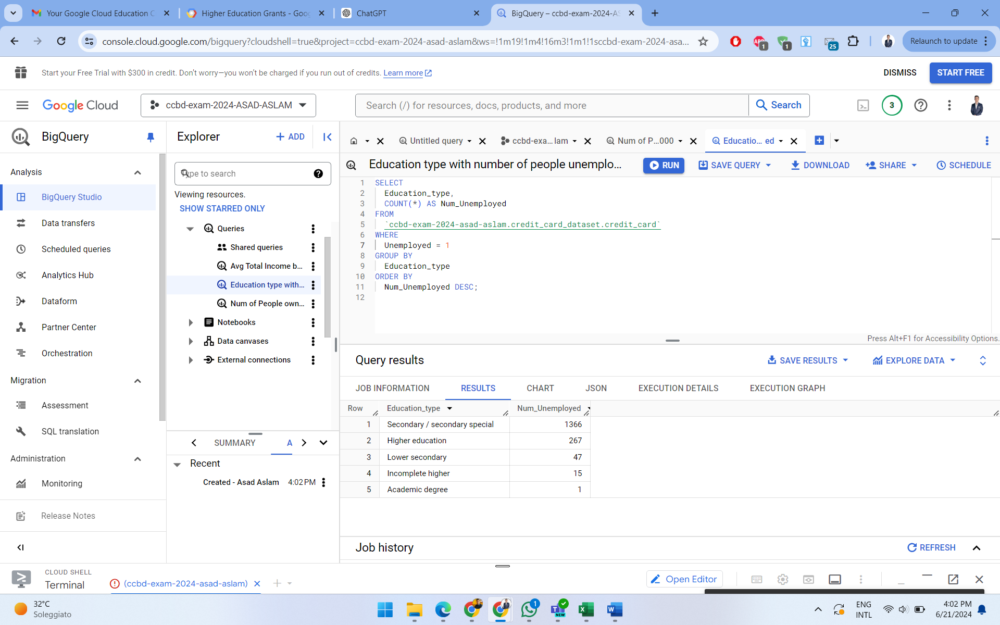 Your Google Cloud Education C
Higher Education Grants - Goo
ChatGPT
BigQuery – ccbd-exam-2024-AS
console.cloud.google.com/bigquery?cloudshell=true&project=ccbd-exam-2024-asad-aslam&ws=!1m19!1m4!16m3!1m1!1sccbd-exam-2024-asa...
1
1
25
Relaunch to update
Start your Free Trial with $300 in credit. Don't worry—you won't be charged if you run out of credits. Learn more
DISMISS
START FREE
Google Cloud
ccbd-exam-2024-ASAD-ASLAM
Search (/) for resources, docs, products, and more
Search
3
BigQuery
Analysis
BigQuery Studio
Data transfers
Scheduled queries
Analytics Hub
Dataform
Partner Center
Orchestration
Migration
Assessment
SQL translation
Administration
Monitoring
Release Notes
Explorer
+ ADD
Type to search
Viewing resources.
SHOW STARRED ONLY
Queries
Shared queries
Avg Total Income b...
Education type with...
Num of People own...
Notebooks
Data canvases
External connections
SUMMARY
A
Recent
Created - Asad Aslam 4:02 PM
Untitled query
ccbd-exa... lam
Num of P...000
Educatio... ed
Education type with number of people unemplo...
RUN
SAVE QUERY
DOWNLOAD
SHARE
SCHEDULE
1 SELECT
2 Education_type,
3 COUNT(*) AS Num_Unemployed
4 FROM
5 `ccbd-exam-2024-asad-aslam.credit_card_dataset.credit_card`
6 WHERE
7 Unemployed = 1
8 GROUP BY
9 Education_type
10 ORDER BY
11 Num_Unemployed DESC;
12
Press Alt+F1 for Accessibility Options.
Query results
SAVE RESULTS
EXPLORE DATA
JOB INFORMATION
RESULTS
CHART
JSON
EXECUTION DETAILS
EXECUTION GRAPH
Row Education_type Num_Unemployed
1 Secondary / secondary special 1366
2 Higher education 267
3 Lower secondary 47
4 Incomplete higher 15
5 Academic degree 1
Job history
REFRESH
CLOUD SHELL
Terminal
(ccbd-exam-2024-asad-aslam)
Open Editor
32°C
Soleggiato
1
NEW
ENG
INTL
4:02 PM
6/21/2024